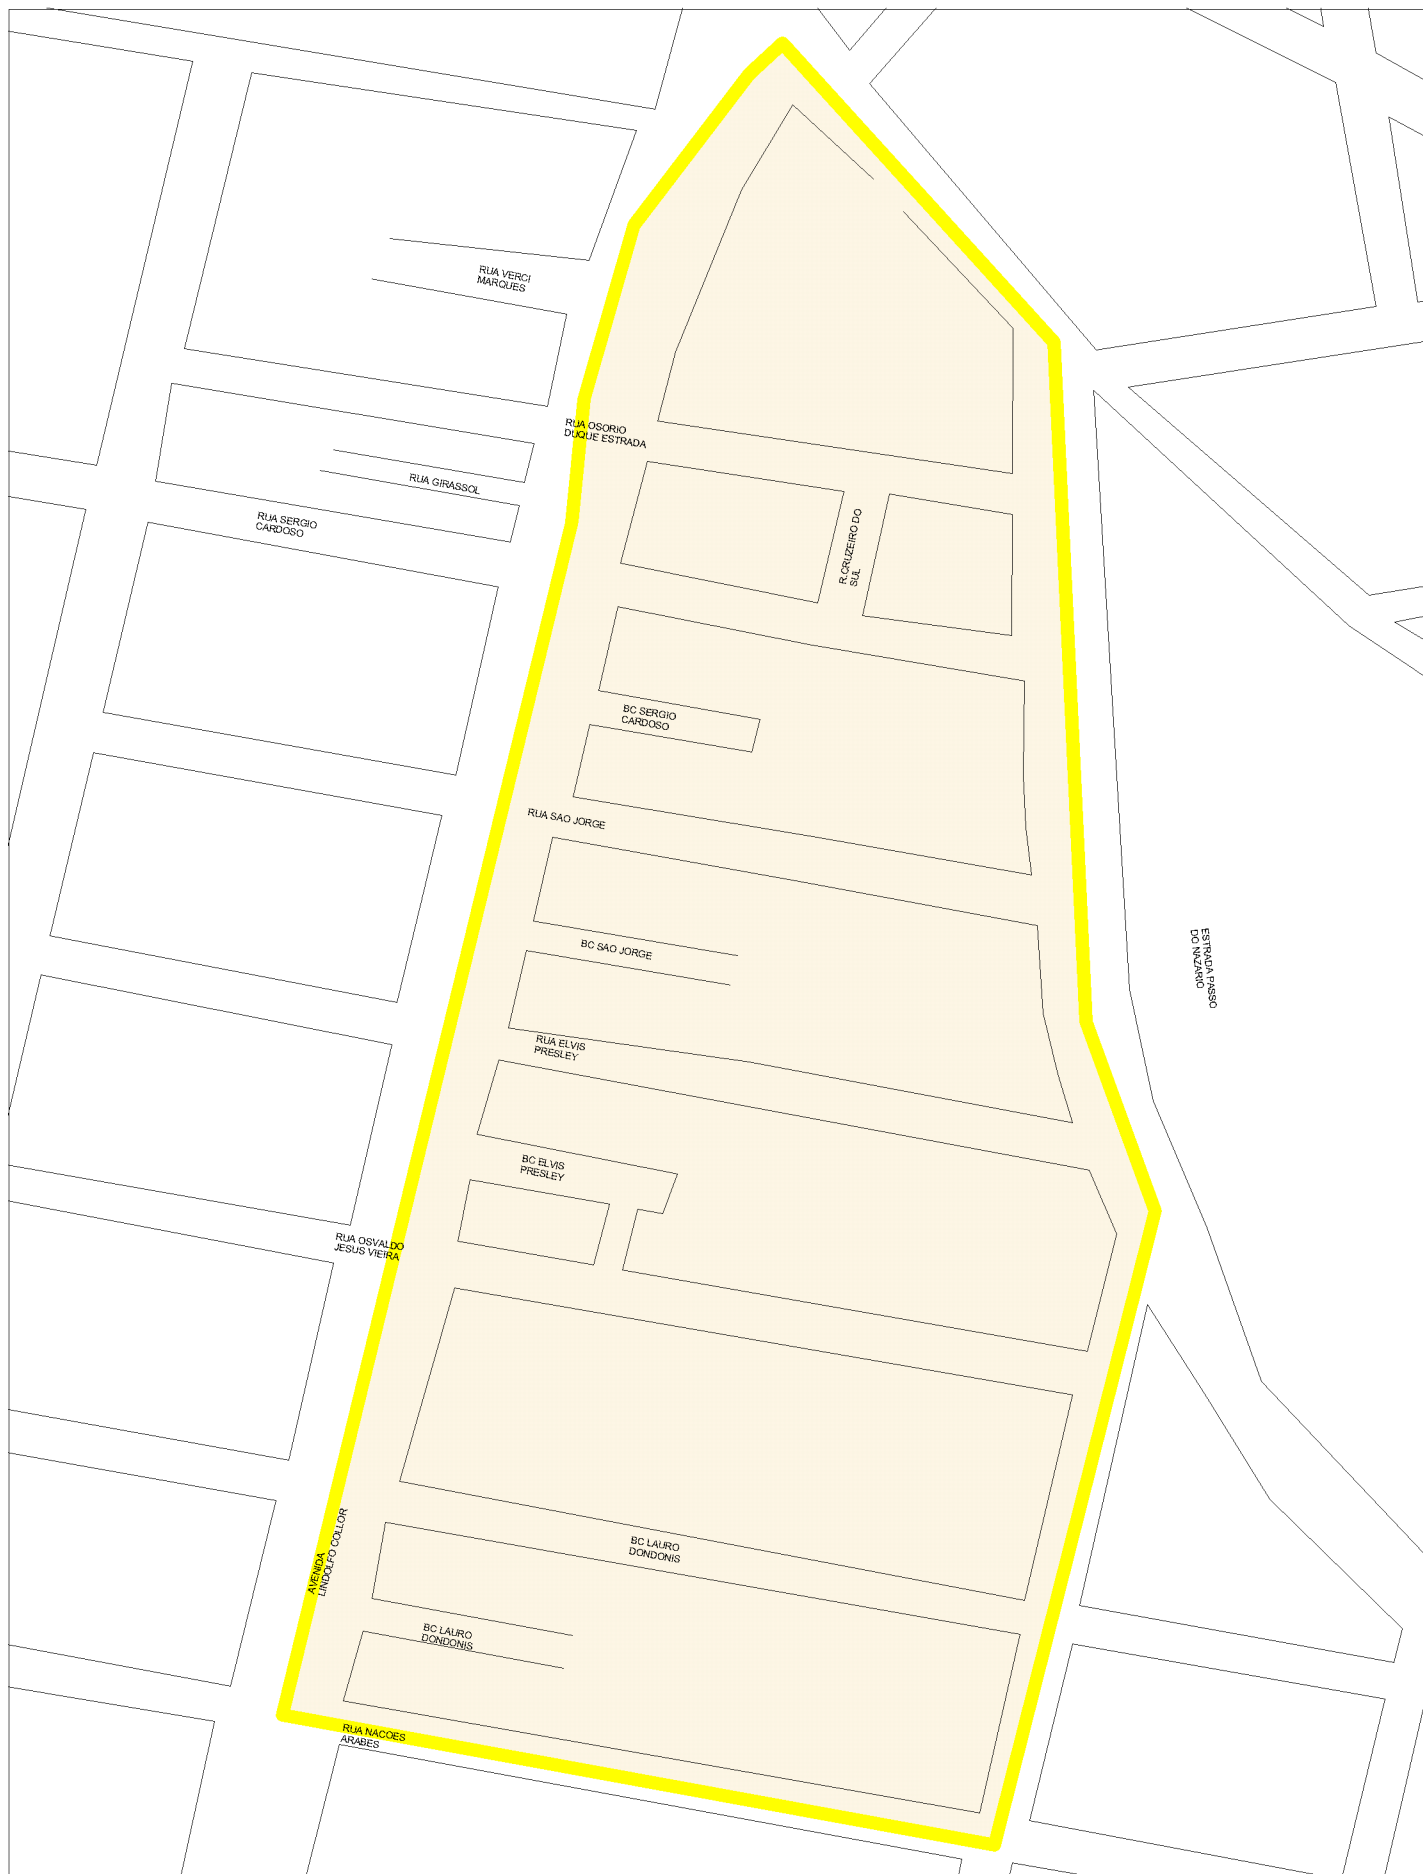 RUA VERCI
MARQUES
RUA OSORIO
DUQUE ESTRADA
RUA GIRASSOL
RUA SERGIO
CARDOSO
R. CRUZEIRO DO
SUL
BC SERGIO
CARDOSO
RUA SAO JORGE
BC SAO JORGE
ESTRADA PASSO
DO NAZARIO
RUA ELVIS
PRESLEY
BC ELVIS
PRESLEY
RUA OSVALDO
JESUS VIEIRA
AVENIDA
LINDOLFO COLLOR
BC LAURO
DONDONIS
BC LAURO
DONDONIS
RUA NACOES
ARABES